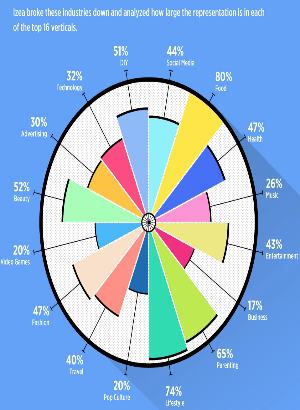 Izea broke these industries down and analyzed how large the representation is in each
of the top 16 verticals.
51%
DIY
44%
Social Media
80%
Food
47%
Health
26%
Music
43%
Entertainment
17%
Business
65%
Parenting
74%
Lifestyle
20%
Pop Culture
40%
Travel
47%
Fashion
20%
Video Games
52%
Beauty
30%
Advertising
32%
Technology